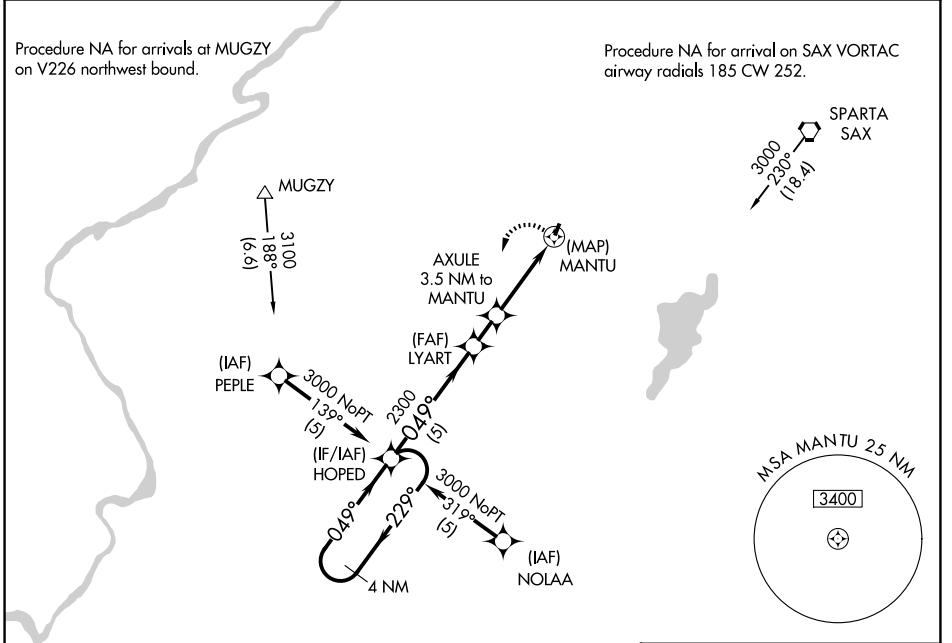 Procedure NA for arrivals at MUGZY
on V226 northwest bound.
Procedure NA for arrival on SAX VORTAC
airway radials 185 CW 252.
SPARTA
SAX
3000
230°
(18.4)
MUGZY
3100
188°
(6.6)
(MAP)
MANTU
AXULE
3.5 NM to
MANTU
(FAF)
LYART
(IAF)
PEPLE
3000 NoPT
139°
(5)
2300
049°
(5)
(IF/IAF)
HOPED
3000 NoPT
319°
(5)
049°
229°
(IAF)
NOLAA
4 NM
MSA MANTU 25 NM
3400